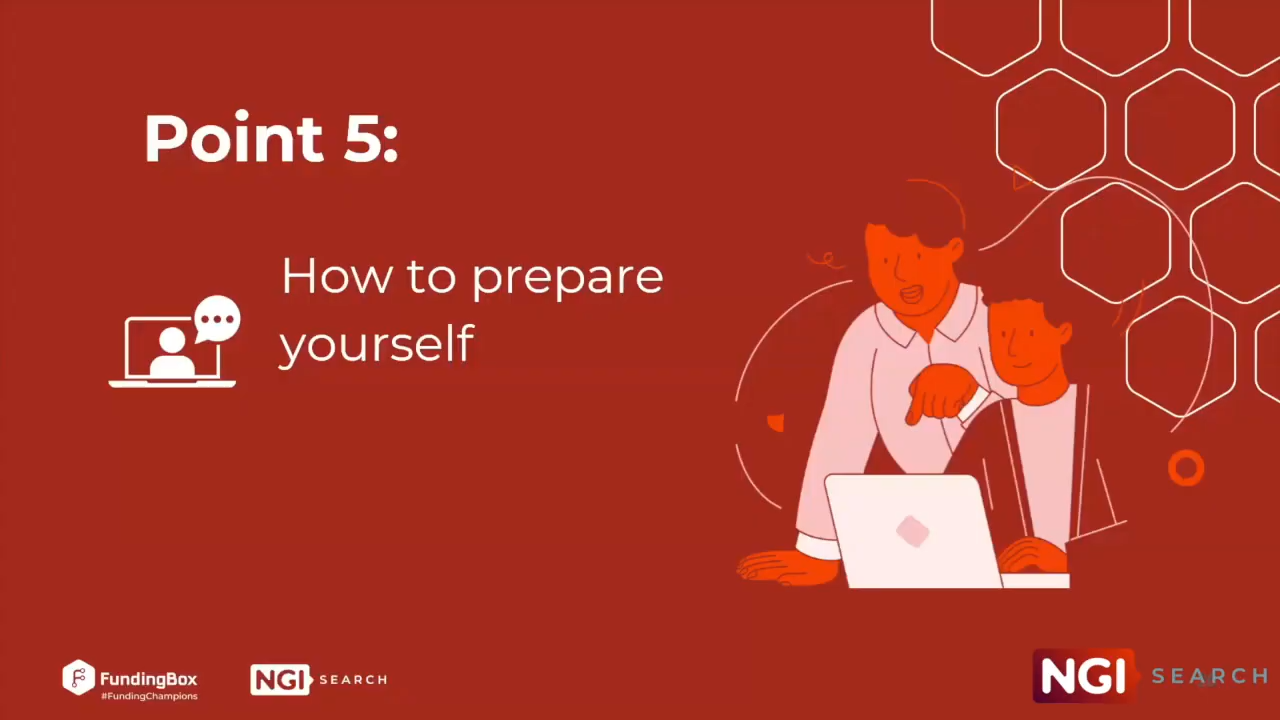 Point 5:
How to prepare
yourself
FundingBox
#FundingChampions
NGI SEARCH
NGI SEARCH